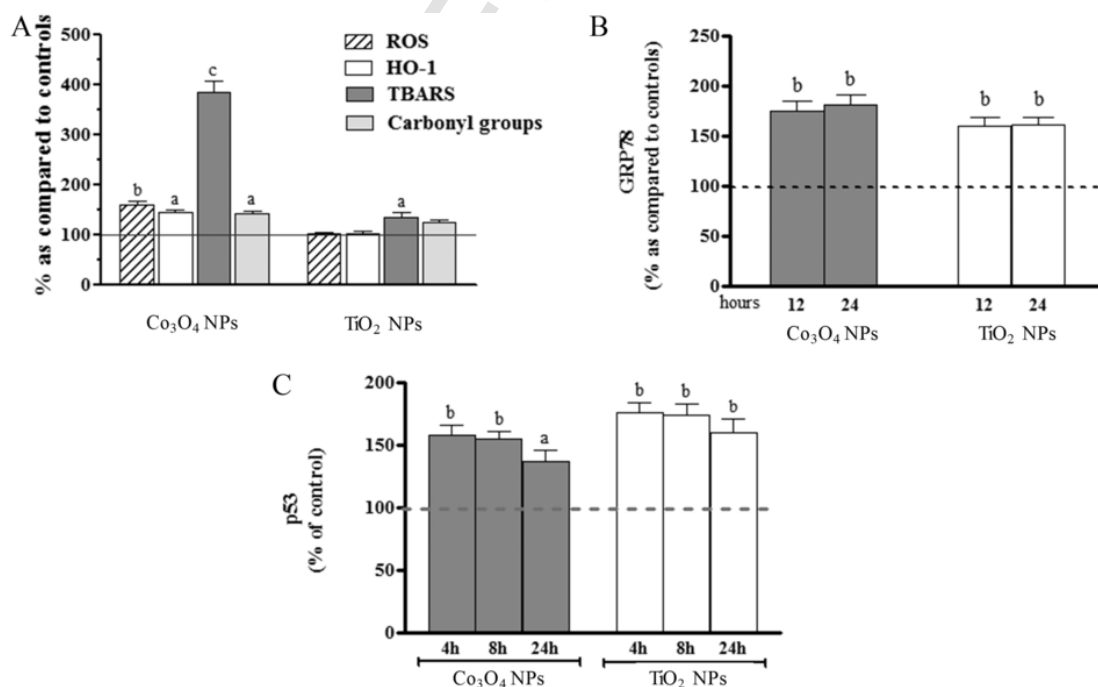 A
% as compared to controls
500
400
300
200
100
0
ROS
HO-1
TBARS
Carbonyl groups
b
a
c
a
a
Co₃O₄ NPs
TiO₂ NPs
B
GRP78
(% as compared to controls)
250
200
150
100
50
0
b
b
b
b
hours
12
24
12
24
Co₃O₄ NPs
TiO₂ NPs
C
p53
(% of control)
200
150
100
50
0
b
b
a
b
b
b
4h
8h
24h
4h
8h
24h
Co₃O₄ NPs
TiO₂ NPs